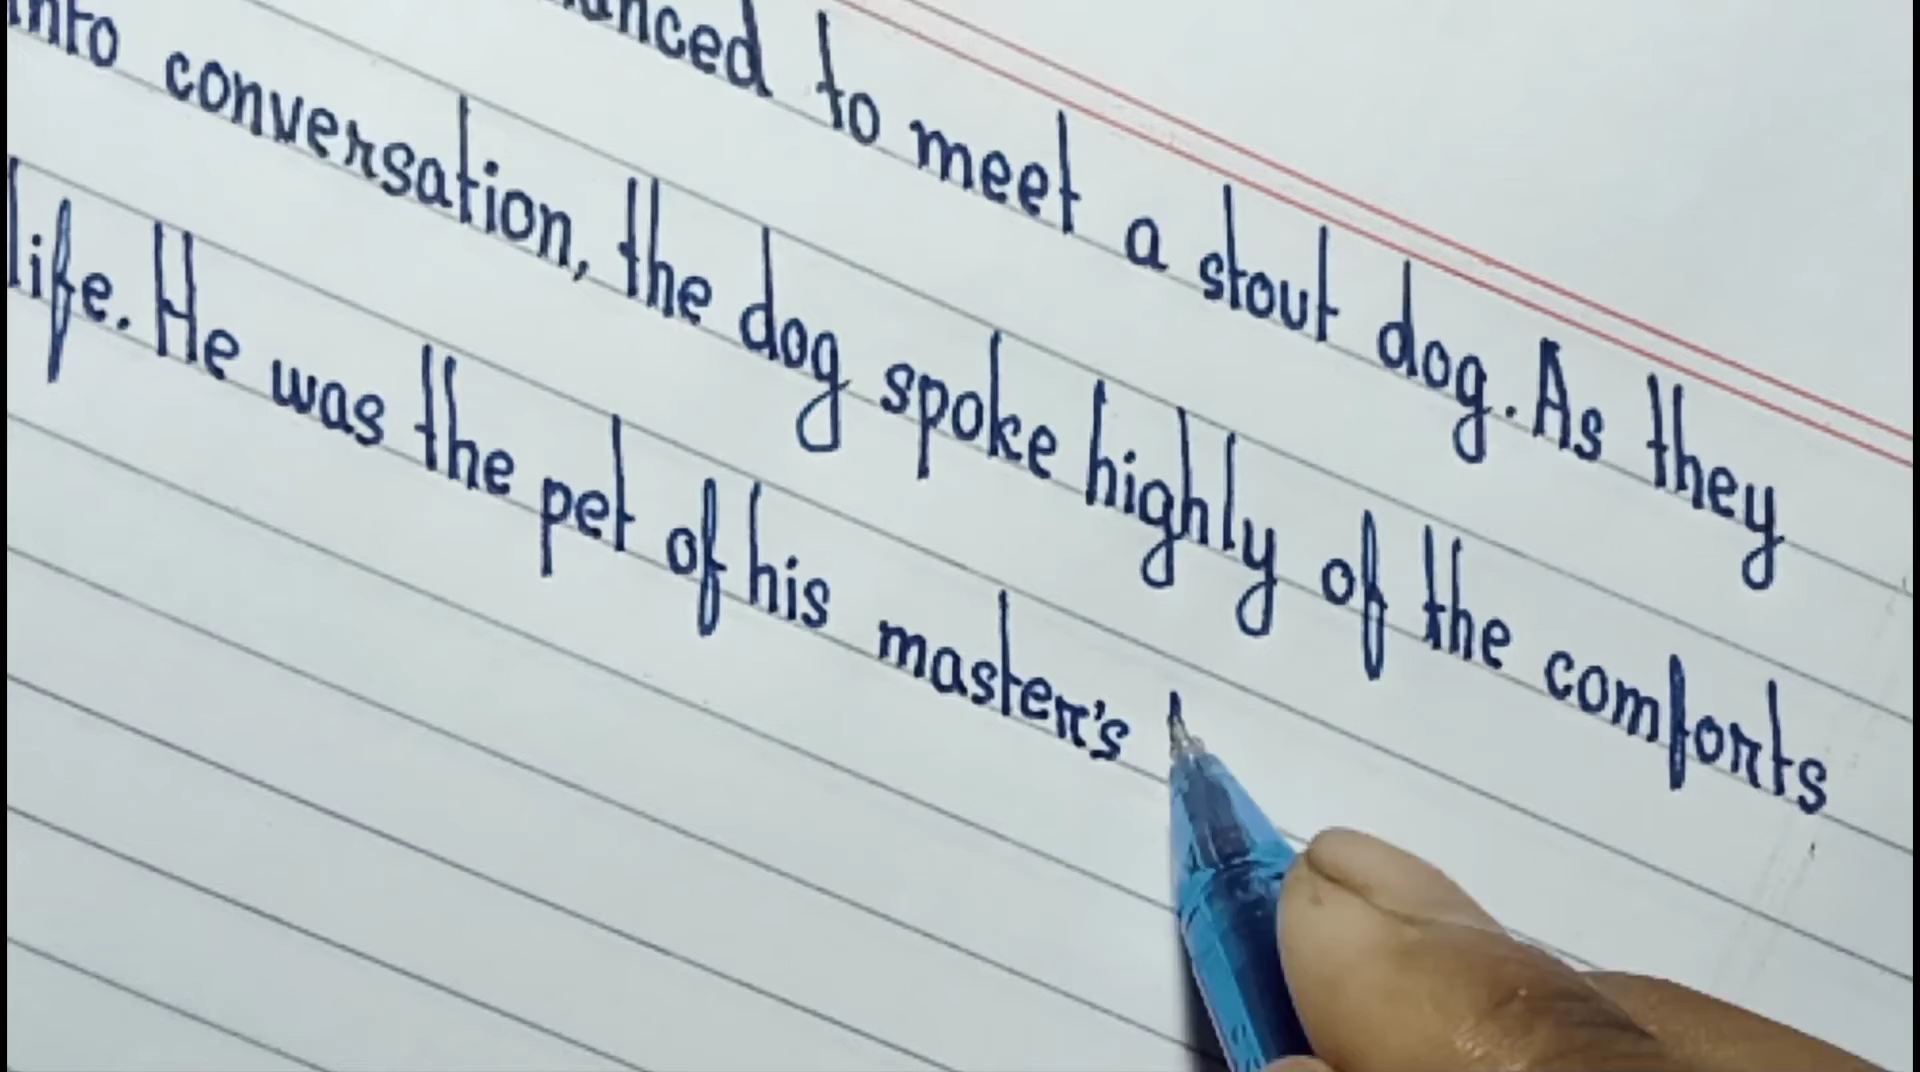 to meet a stout dog. As they
into conversation, the dog spoke highly of the comforts
life. He was the pet of his master's